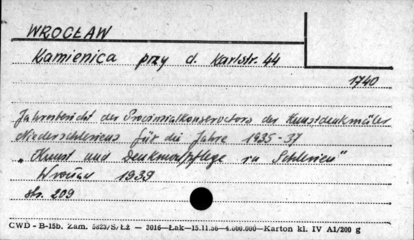 WROCŁAW
Kamienica przy d. Karlstr. 44
1740
Jahresbericht des Provinzialkonservators der Kunstdenkmäler
Niederschlesiens für die Jahre 1935-37
„Kunst und Denkmalpflege in Schlesien"
Wrocław 1939
str. 209
CWD - B-15b. Zam. 5823/S/ŁŻ — 3016—Łak—15.11.56—4.000.000—Karton kl. IV A1/200 g